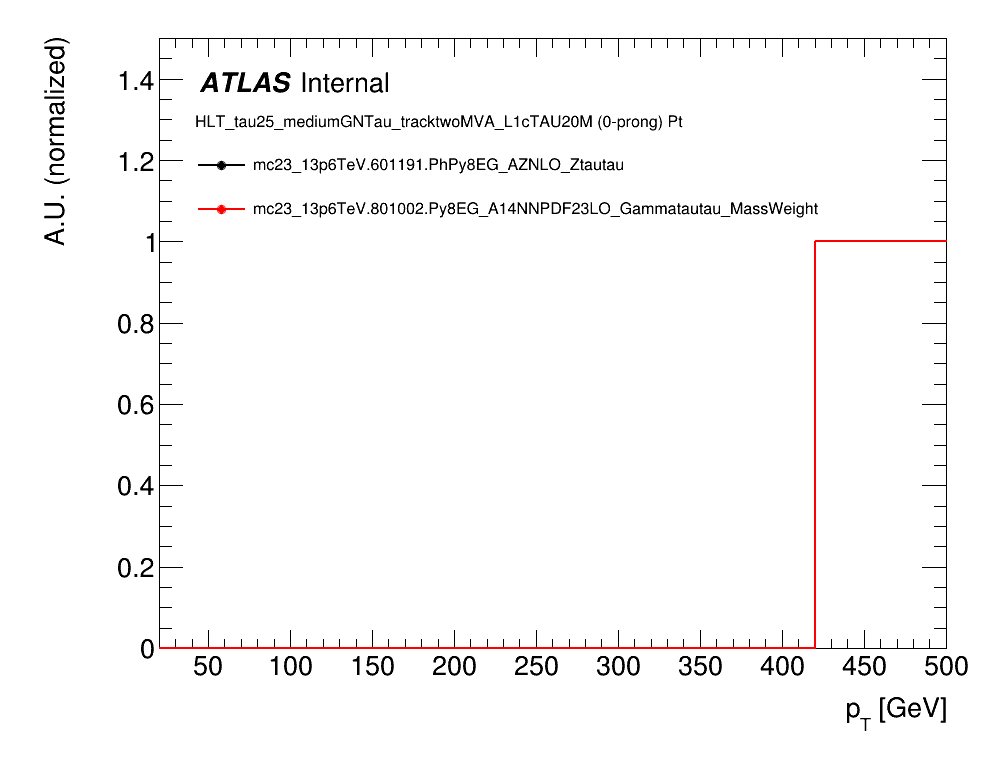 ATLAS Internal
HLT_tau25_mediumGNTau_tracktwoMVA_L1cTAU20M (0-prong) Pt
mc23_13p6TeV.601191.PhPy8EG_AZNLO_Ztautau
mc23_13p6TeV.801002.Py8EG_A14NNPDF23LO_Gammatautau_MassWeight
A.U. (normalized)
1.4
1.2
1
0.8
0.6
0.4
0.2
0
50 100 150 200 250 300 350 400 450 500
p_T [GeV]